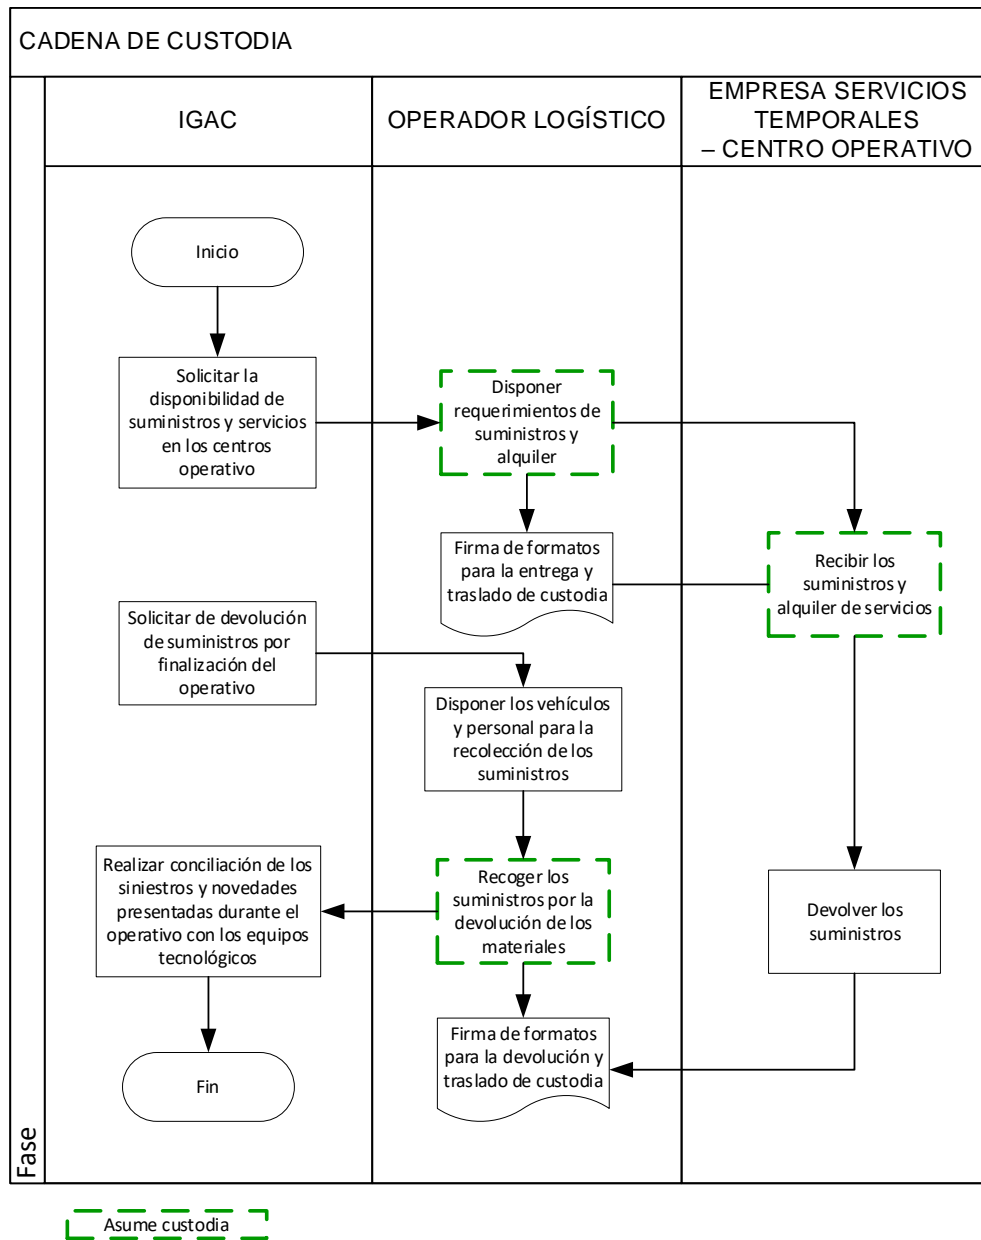 CADENA DE CUSTODIA
IGAC
OPERADOR LOGÍSTICO
EMPRESA SERVICIOS
TEMPORALES
– CENTRO OPERATIVO
Inicio
Solicitar la
disponibilidad de
suministros y servicios
en los centros
operativo
Disponer
requerimientos de
suministros y
alquiler
Firma de formatos
para la entrega y
traslado de custodia
Recibir los
suministros y
alquiler de servicios
Solicitar de devolución
de suministros por
finalización del
operativo
Disponer los vehículos
y personal para la
recolección de los
suministros
Realizar conciliación de los
siniestros y novedades
presentadas durante el
operativo con los equipos
tecnológicos
Recoger los
suministros por la
devolución de los
materiales
Devolver los
suministros
Firma de formatos
para la devolución y
traslado de custodia
Fin
Fase
Asume custodia